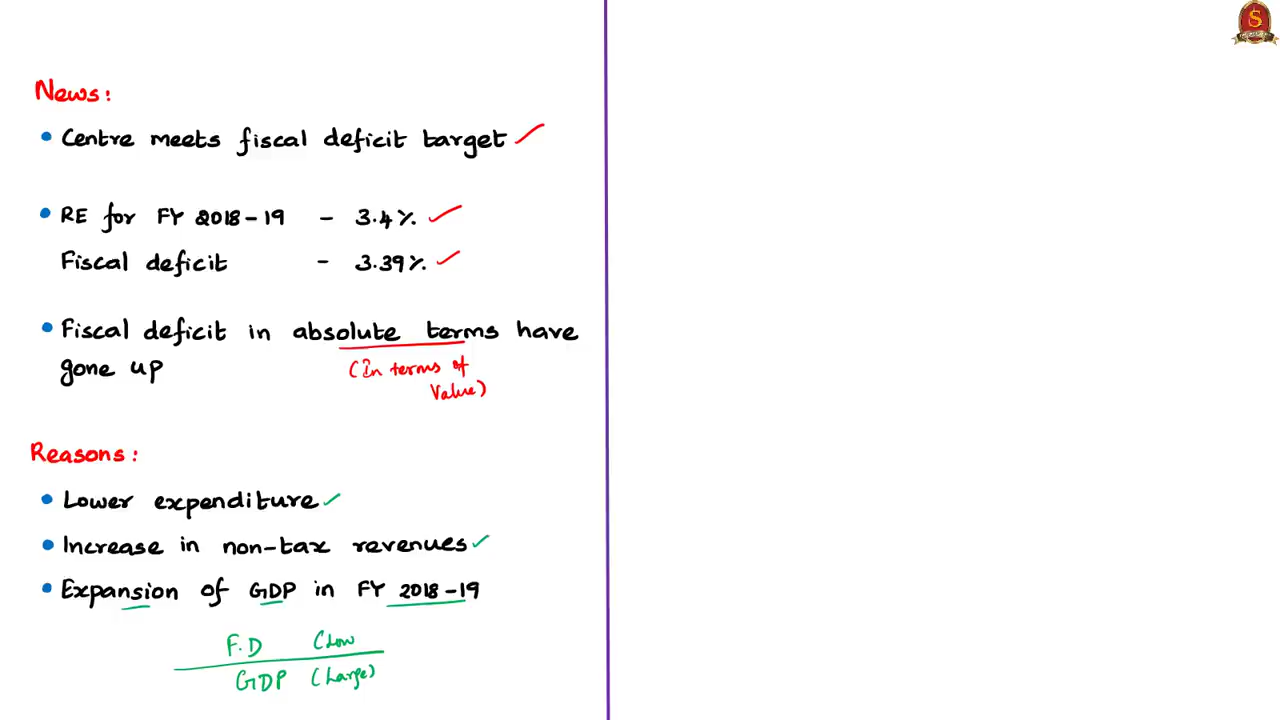 News:
• Centre meets fiscal deficit target ✓
• RE for FY 2018-19 - 3.4% ✓
Fiscal deficit - 3.39% ✓
• Fiscal deficit in absolute terms have
gone up
(In terms of
Value)
Reasons:
• Lower expenditure ✓
• Increase in non-tax revenues ✓
• Expansion of GDP in FY 2018-19
F.D (Low
GDP (Large)
S